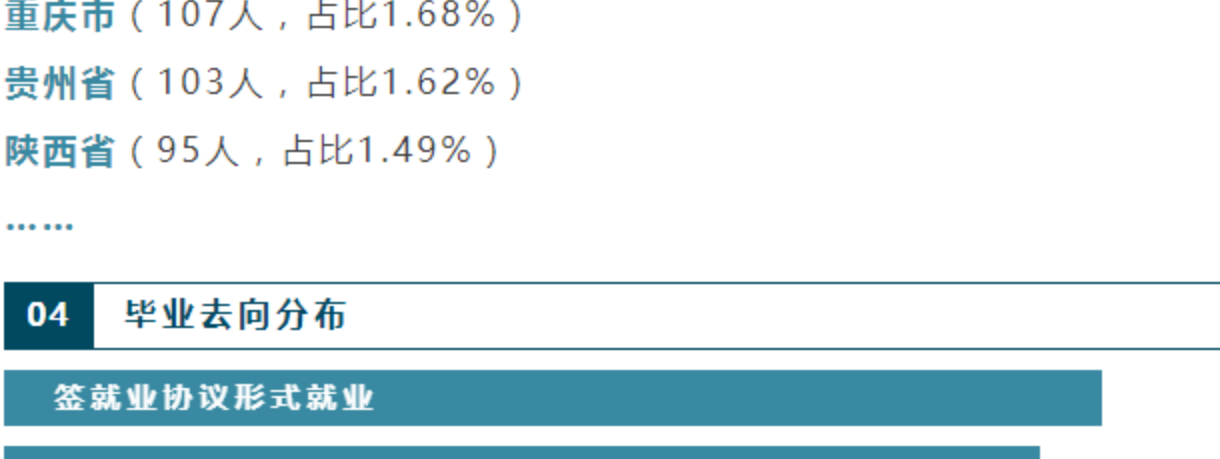 重庆市（107人，占比1.68%）
贵州省（103人，占比1.62%）
陕西省（95人，占比1.49%）
……
04 毕业去向分布
签就业协议形式就业